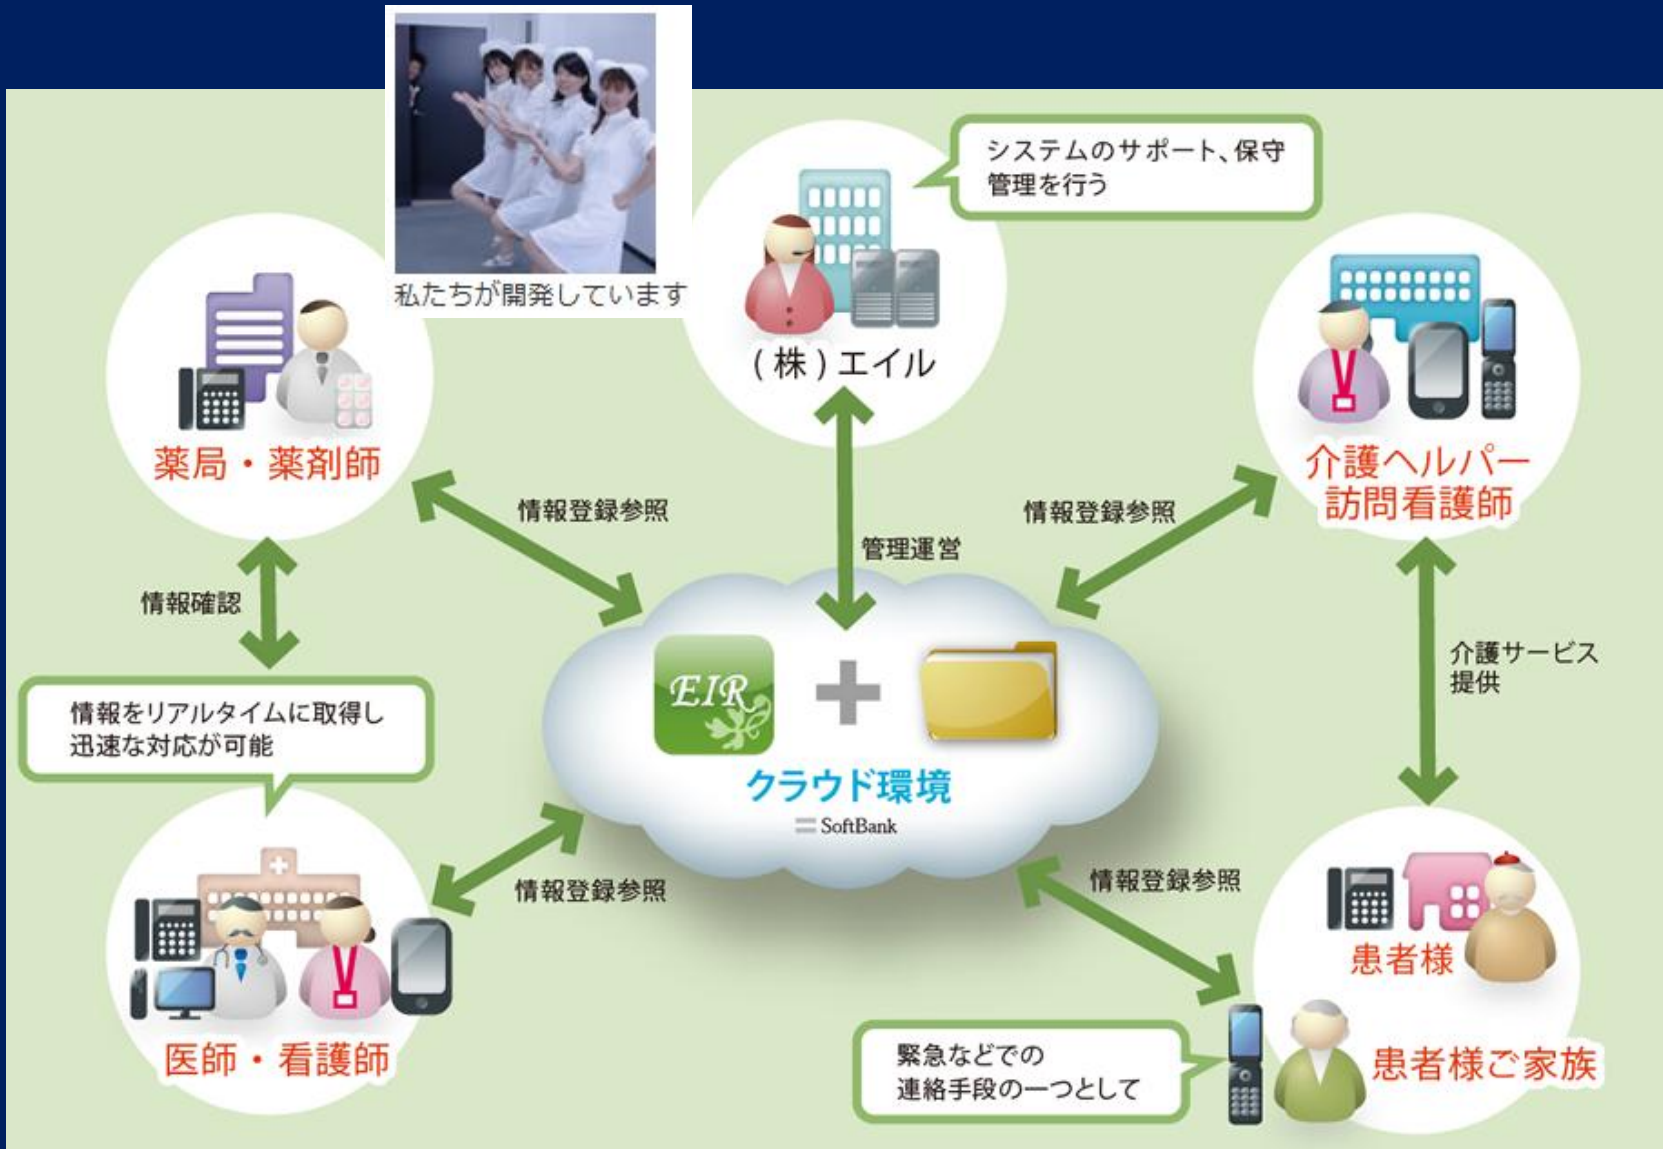 私たちが開発しています
システムのサポート、保守
管理を行う
(株)エイル
薬局・薬剤師
介護ヘルパー
訪問看護師
情報登録参照
管理運営
情報登録参照
情報確認
介護サービス
提供
情報をリアルタイムに取得し
迅速な対応が可能
EIR
クラウド環境
SoftBank
情報登録参照
情報登録参照
医師・看護師
患者様
緊急などでの
連絡手段の一つとして
患者様ご家族